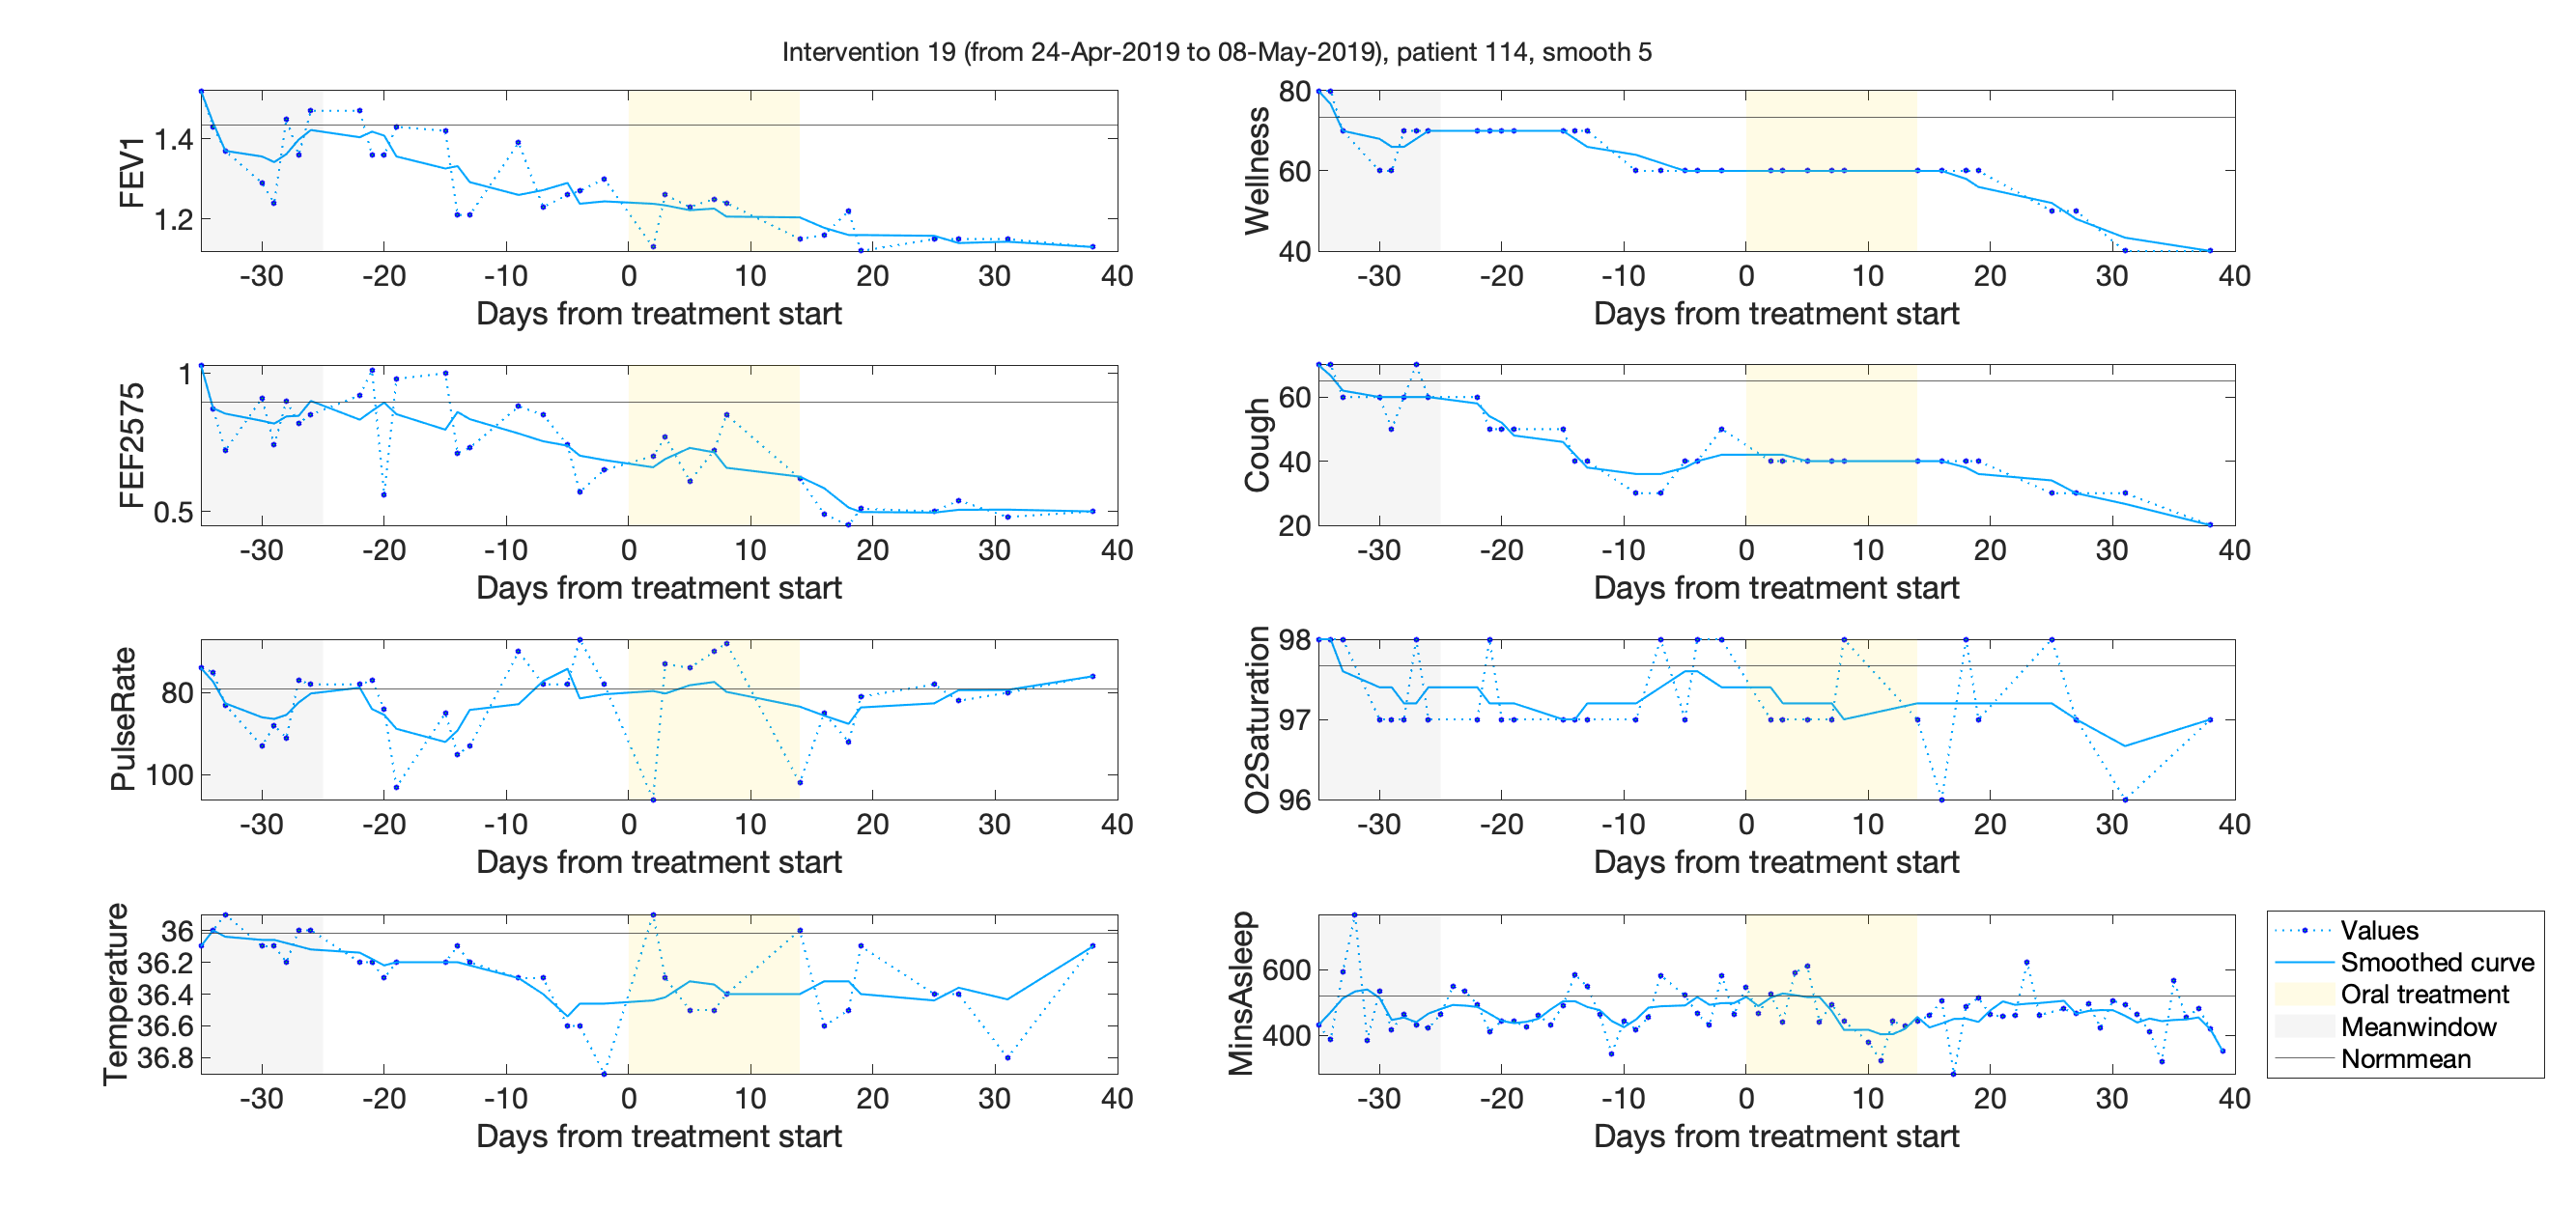 Intervention 19 (from 24-Apr-2019 to 08-May-2019), patient 114, smooth 5
FEV1
1.4
1.2
-30 -20 -10 0 10 20 30 40
Days from treatment start
Wellness
80
60
40
-30 -20 -10 0 10 20 30 40
Days from treatment start
FEF2575
1
0.5
-30 -20 -10 0 10 20 30 40
Days from treatment start
Cough
60
40
20
-30 -20 -10 0 10 20 30 40
Days from treatment start
PulseRate
80
100
-30 -20 -10 0 10 20 30 40
Days from treatment start
O2Saturation
98
97
96
-30 -20 -10 0 10 20 30 40
Days from treatment start
Temperature
36
36.2
36.4
36.6
36.8
-30 -20 -10 0 10 20 30 40
Days from treatment start
MinsAsleep
600
400
-30 -20 -10 0 10 20 30 40
Days from treatment start
Values
Smoothed curve
Oral treatment
Meanwindow
Normmean